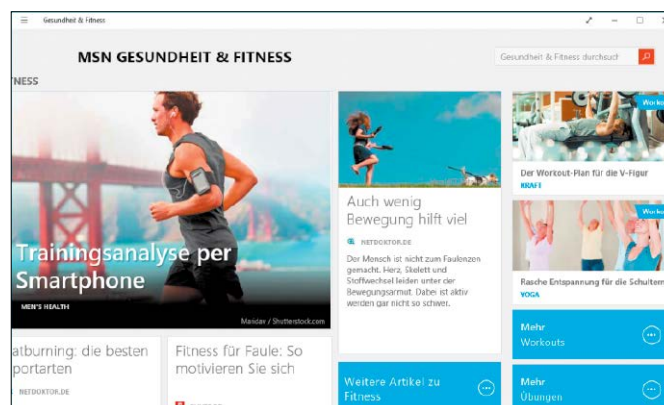 Gesundheit & Fitness
MSN GESUNDHEIT & FITNESS
Gesundheit & Fitness durchsuch
NESS
Trainingsanalyse per
Smartphone
MEN'S HEALTH
Maridav / Shutterstock.com
Auch wenig
Bewegung hilft viel
NETDOKTOR.DE
Der Mensch ist nicht zum Faulenzen
gemacht. Herz, Skelett und
Stoffwechsel leiden unter der
Bewegungsarmut. Dabei ist aktiv
werden gar nicht so schwer.
Worko
Der Workout-Plan für die V-Figur
KRAFT
Worko
Rasche Entspannung für die Schultern
YOGA
atburning: die besten
portarten
NETDOKTOR.DE
Fitness für Faule: So
motivieren Sie sich
Weitere Artikel zu
Fitness
Mehr
Workouts
Mehr
Übungen